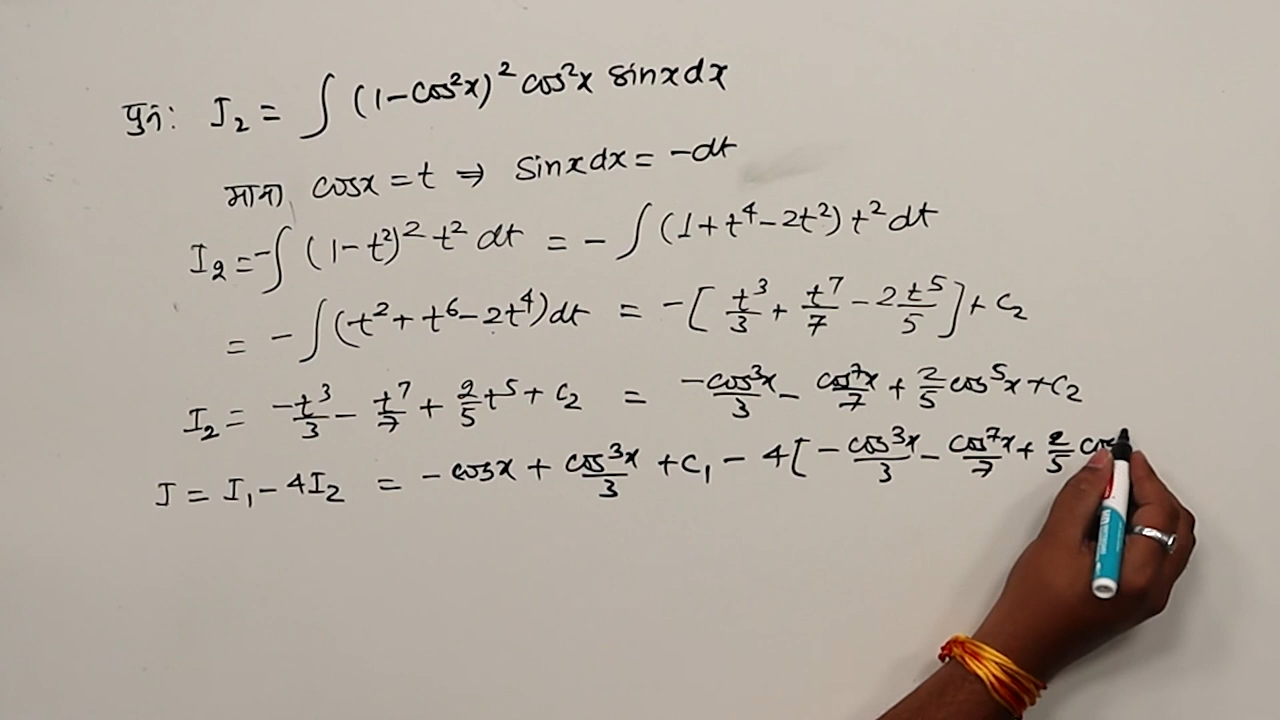 पुनः I₂ = ∫ (1-cos²x)² cos²x sinx dx
माना, cosx = t ⇒ sinx dx = -dt
I₂ = -∫ (1-t²)² t² dt = -∫ (1+t⁴-2t²) t² dt
= -∫ (t²+t⁶-2t⁴) dt = -[t³/3 + t⁷/7 - 2t⁵/5] + C₂
I₂ = -t³/3 - t⁷/7 + 2/5 t⁵ + C₂ = -cos³x/3 - cos⁷x/7 + 2/5 cos⁵x + C₂
I = I₁ - 4I₂ = -cosx + cos³x/3 + C₁ - 4[-cos³x/3 - cos⁷x/7 + 2/5 cos